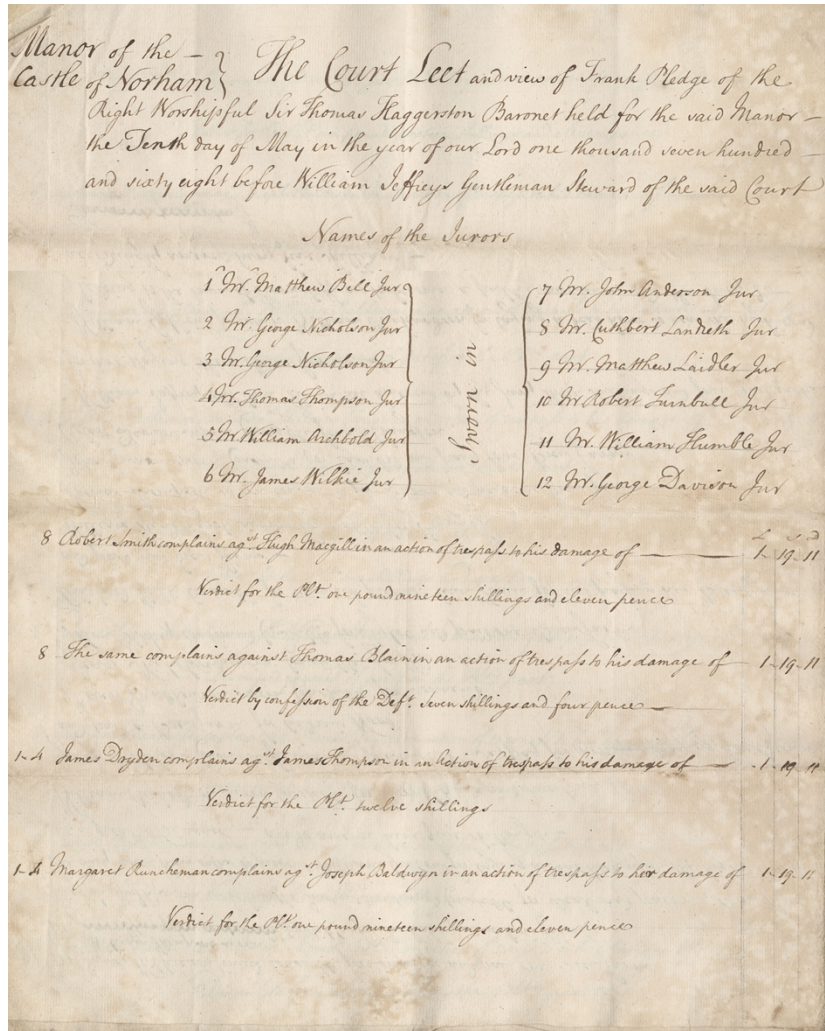 Manor of the —
Castle of Norham } The Court Leet and view of Frank Pledge of the
Right Worshipful Sir Thomas Haggerston Baronet held for the said Manor —
the Tenth day of May in the year of our Lord one thousand seven hundred —
and sixty eight before William Jeffreys Gentleman Steward of the said Court
Names of the Jurors
1 Mr. Matthew Bell Jur
2 Mr. George Nicholson Jur
3 Mr. George Nicholson Jur
4 Mr. Thomas Thompson Jur
5 Mr. William Archbold Jur
6 Mr. James Wilkie Jur
Sworn in
7 Mr. John Anderson Jur
8 Mr. Cuthbert Landreth Jur
9 Mr. Matthew Laidler Jur
10 Mr Robert Turnbull Jur
11 Mr. William Humble Jur
12 Mr. George Davison Jur
£ s D
8 Robert Smith complains agst. Hugh Macgill in an action of trespass to his damage of — 1-19-11
Verdict for the Plt. one pound nineteen shillings and eleven pence
8 The same complains against Thomas Blain in an action of trespass to his damage of 1-19-11
Verdict by confession of the Deft. seven shillings and four pence —
1-4 James Dryden complains agst. James Thompson in an Action of trespass to his damage of — 1-19-11
Verdict for the Plt. twelve shillings
1-4 Margaret Runcheman complains agst. Joseph Baldwyn in an action of trespass to her damage of 1-19-11
Verdict for the Plt. one pound nineteen shillings and eleven pence